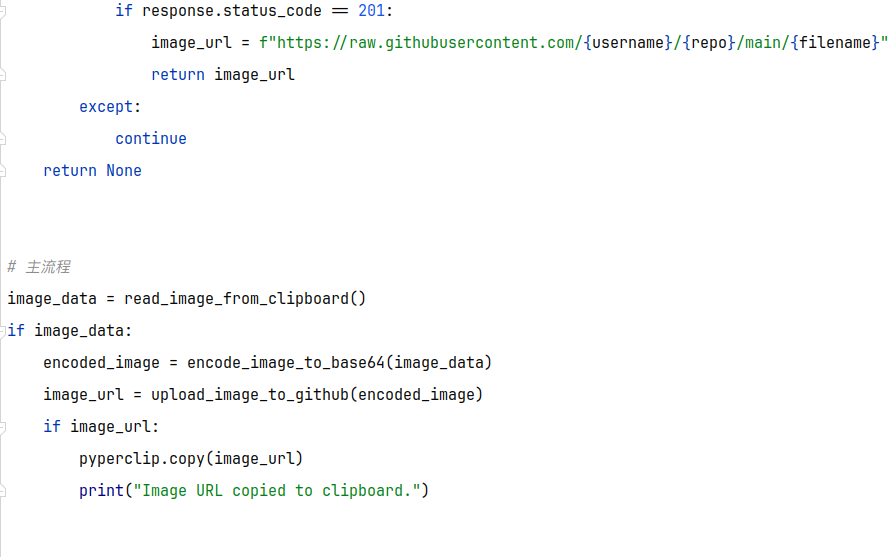 if response.status_code == 201:
image_url = f"https://raw.githubusercontent.com/{username}/{repo}/main/{filename}"
return image_url
except:
continue
return None
# 主流程
image_data = read_image_from_clipboard()
if image_data:
encoded_image = encode_image_to_base64(image_data)
image_url = upload_image_to_github(encoded_image)
if image_url:
pyperclip.copy(image_url)
print("Image URL copied to clipboard.")